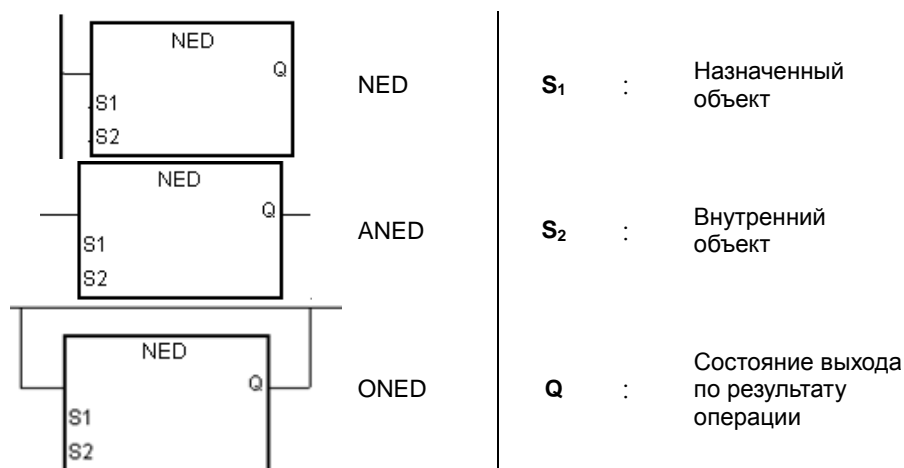 NED
Q
S1
S2
NED
S₁ : Назначенный
объект
NED
Q
S1
S2
ANED
S₂ : Внутренний
объект
NED
Q
S1
S2
ONED
Q : Состояние выхода
по результату
операции